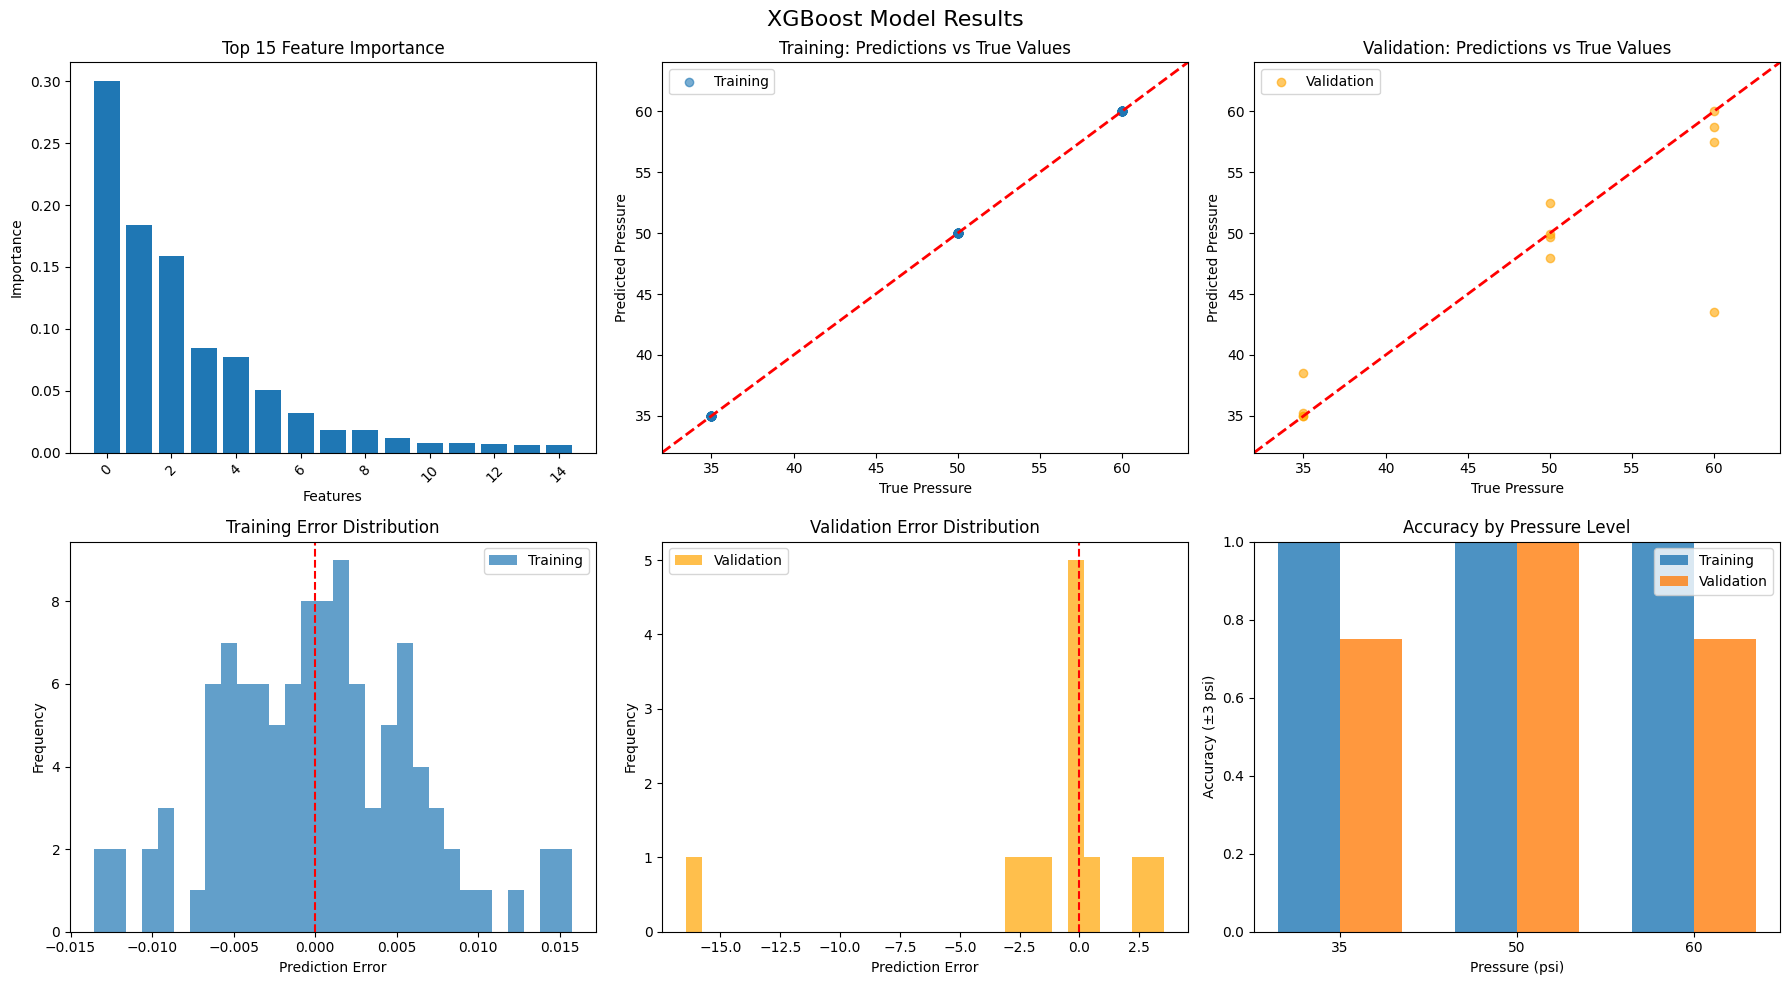 XGBoost Model Results
Top 15 Feature Importance
Importance
0.30
0.25
0.20
0.15
0.10
0.05
0.00
0
2
4
6
8
10
12
14
Features
Training: Predictions vs True Values
Training
Predicted Pressure
60
55
50
45
40
35
35
40
45
50
55
60
True Pressure
Validation: Predictions vs True Values
Validation
Predicted Pressure
60
55
50
45
40
35
35
40
45
50
55
60
True Pressure
Training Error Distribution
Training
Frequency
8
6
4
2
0
−0.015
−0.010
−0.005
0.000
0.005
0.010
0.015
Prediction Error
Validation Error Distribution
Validation
Frequency
5
4
3
2
1
0
−15.0
−12.5
−10.0
−7.5
−5.0
−2.5
0.0
2.5
Prediction Error
Accuracy by Pressure Level
Training
Validation
Accuracy (±3 psi)
1.0
0.8
0.6
0.4
0.2
0.0
35
50
60
Pressure (psi)